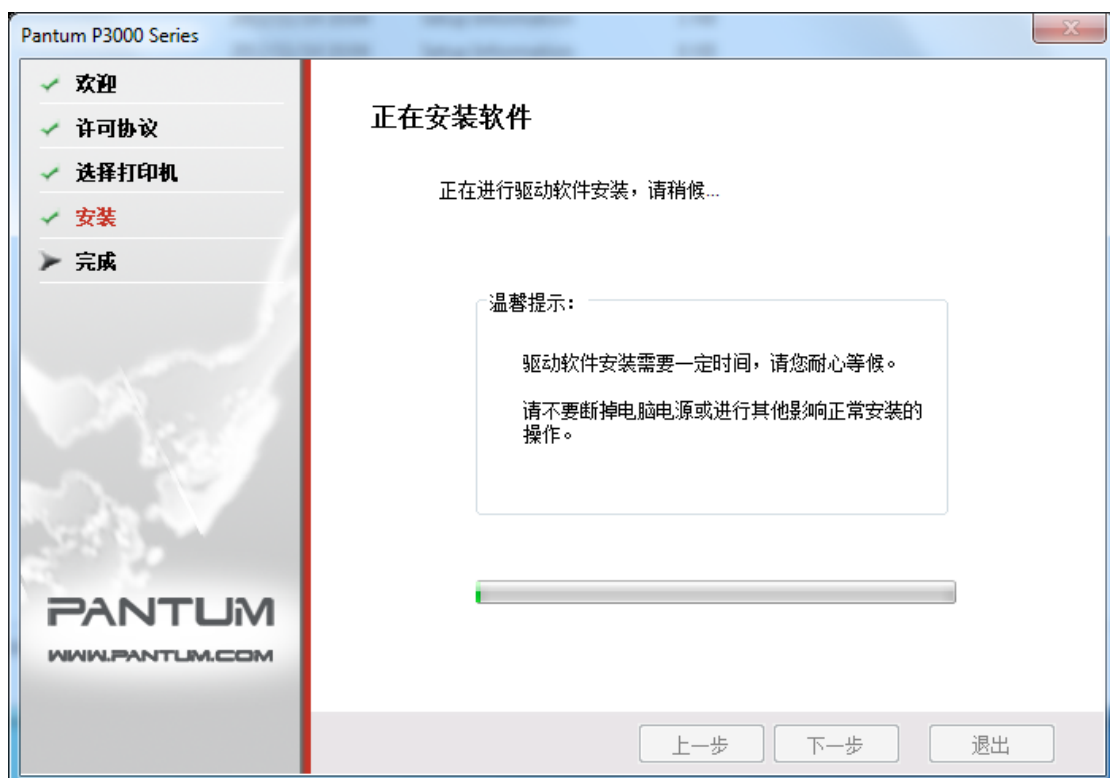 Pantum P3000 Series
欢迎
许可协议
选择打印机
安装
完成
正在安装软件
正在进行驱动软件安装，请稍候...
温馨提示：
驱动软件安装需要一定时间，请您耐心等候。
请不要断掉电脑电源或进行其他影响正常安装的
操作。
PANTUM
WWW.PANTUM.COM
上一步
下一步
退出